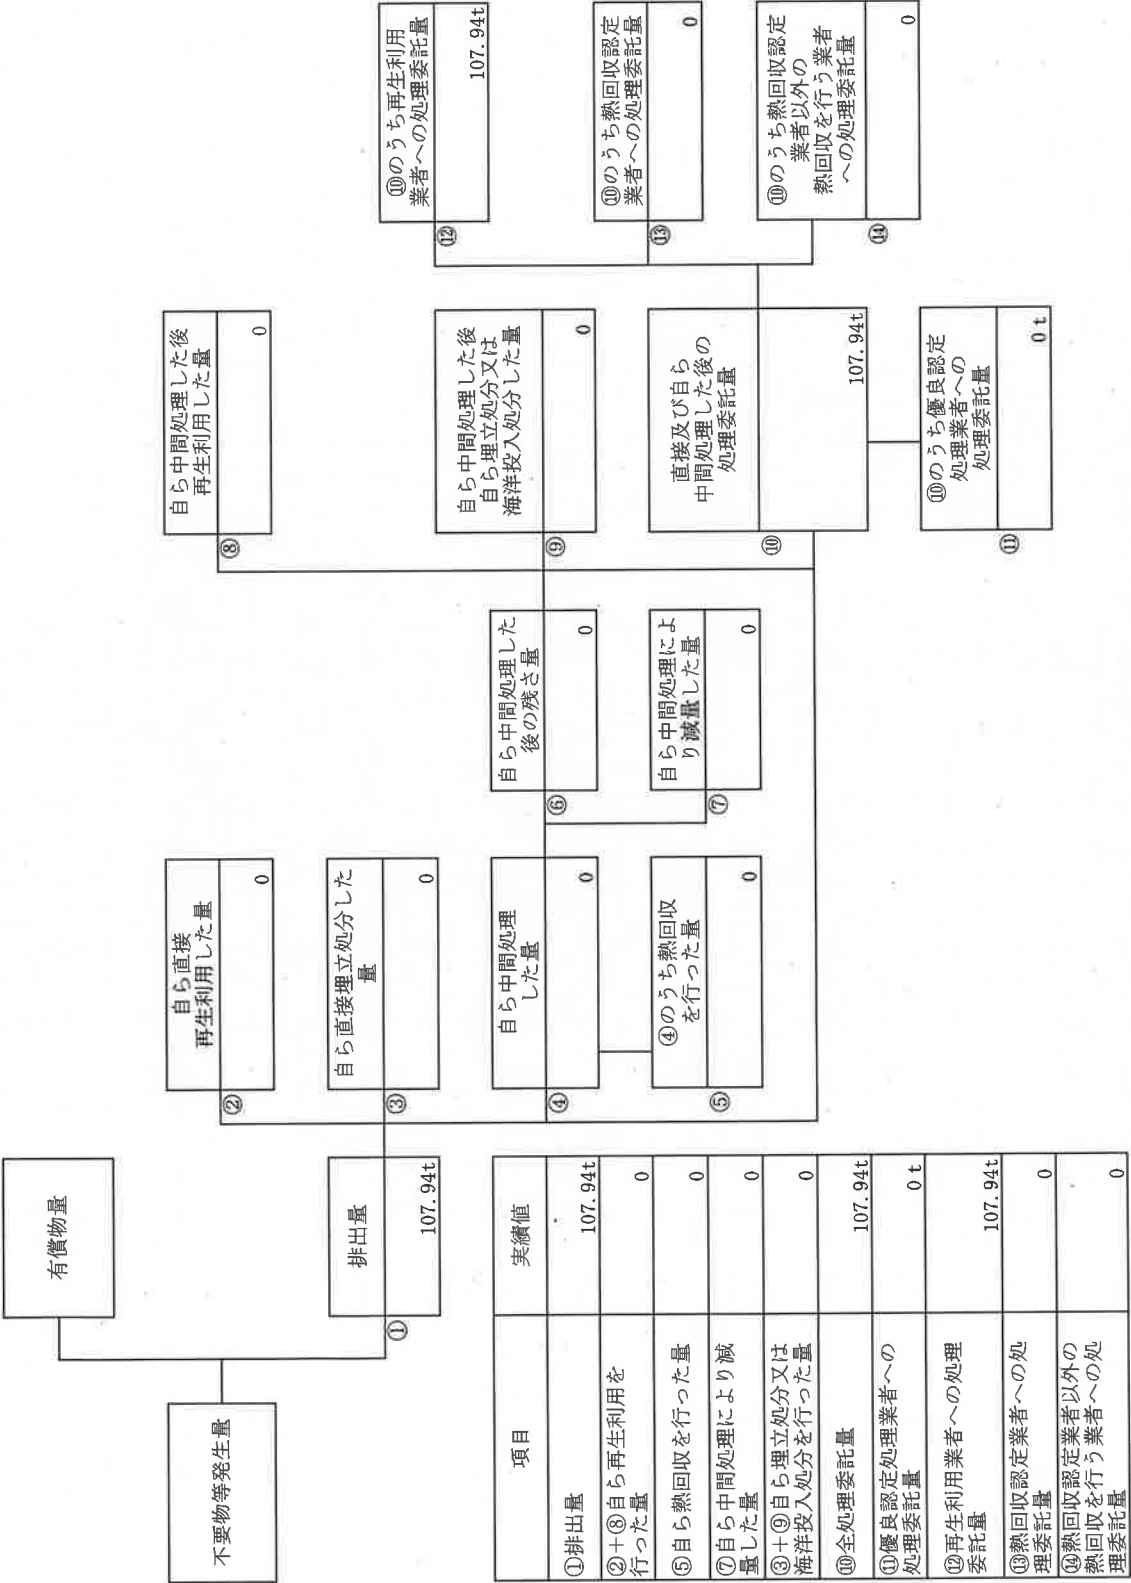 有償物量
不要物等発生量
排出量
①
107.94t
自ら直接
再生利用した量
②
0
自ら直接埋立処分した
量
③
0
自ら中間処理
した量
④
0
④のうち熱回収
を行った量
⑤
0
自ら中間処理した
後の残さ量
⑥
0
自ら中間処理によ
り減量した量
⑦
0
自ら中間処理した後
再生利用した量
⑧
0
自ら中間処理した後
自ら埋立処分又は
海洋投入処分した量
⑨
0
直接及び自ら
中間処理した後の
処理委託量
⑩
107.94t
⑩のうち優良認定
処理業者への
処理委託量
⑪
0 t
⑩のうち再生利用
業者への処理委託量
⑫
107.94t
⑩のうち熱回収認定
業者への処理委託量
⑬
0
⑩のうち熱回収認定
業者以外の
熱回収を行う業者
への処理委託量
⑭
0
項目 実績値
①排出量 107.94t
②+⑧自ら再生利用を
行った量 0
⑤自ら熱回収を行った量 0
⑦自ら中間処理により減
量した量 0
③+⑨自ら埋立処分又は
海洋投入処分を行った量 0
⑩全処理委託量 107.94t
⑪優良認定処理業者への
処理委託量 0 t
⑫再生利用業者への処理
委託量 107.94t
⑬熱回収認定業者への処
理委託量 0
⑭熱回収認定業者以外の
熱回収を行う業者への処
理委託量 0